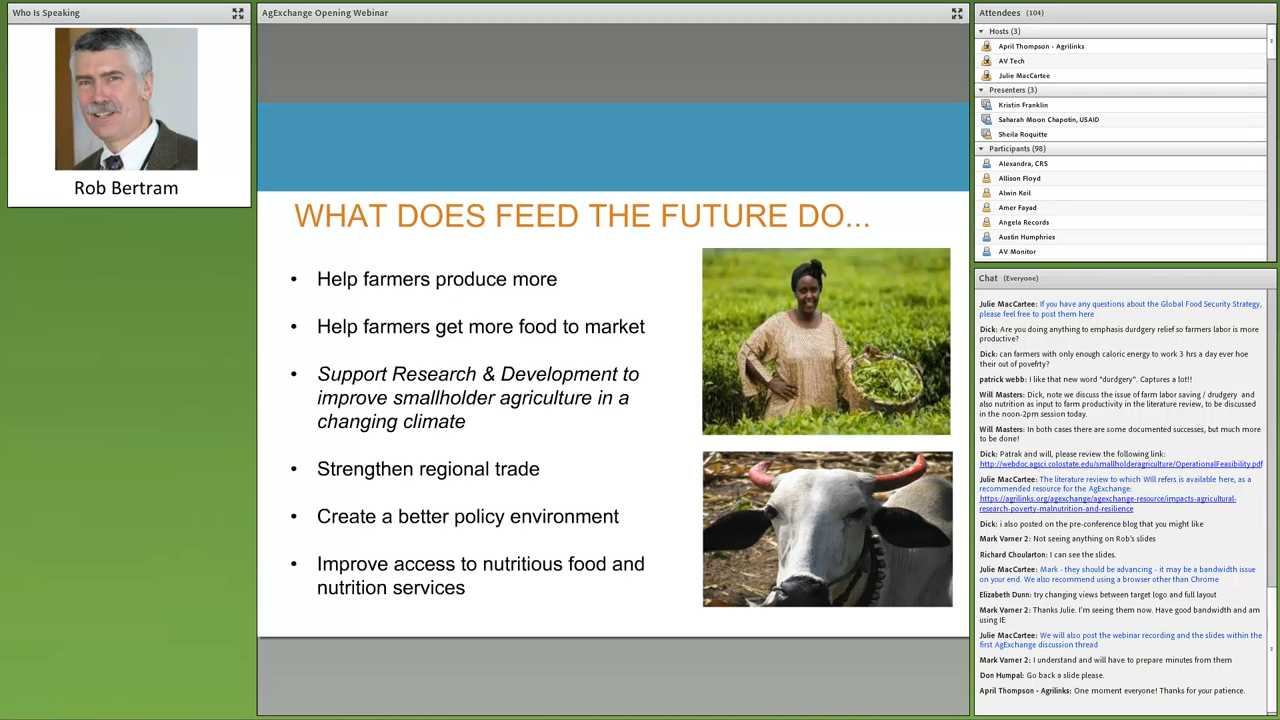 Who Is Speaking
Rob Bertram
AgExchange Opening Webinar
WHAT DOES FEED THE FUTURE DO...
• Help farmers produce more
• Help farmers get more food to market
• Support Research & Development to
improve smallholder agriculture in a
changing climate
• Strengthen regional trade
• Create a better policy environment
• Improve access to nutritious food and
nutrition services
Attendees (104)
Hosts (3)
April Thompson - Agrilinks
AV Tech
Julie MacCartee
Presenters (3)
Kristin Franklin
Saharah Moon Chapotin, USAID
Sheila Roquitte
Participants (98)
Alexandra, CRS
Allison Floyd
Alwin Keil
Amer Fayad
Angela Records
Austin Humphries
AV Monitor
Chat (Everyone)
Julie MacCartee: If you have any questions about the Global Food Security Strategy,
please feel free to post them here
Dick: Are you doing anything to emphasis durdgery relief so farmers labor is more
productive?
Dick: can farmers with only enough caloric energy to work 3 hrs a day ever hoe
their out of povefrty?
patrick webb: I like that new word "durdgery". Captures a lot!!
Will Masters: Dick, note we discuss the issue of farm labor saving / drudgery and
also nutrition as input to farm productivity in the literature review, to be discussed
in the noon-2pm session today.
Will Masters: In both cases there are some documented successes, but much more
to be done!
Dick: Patrak and will, please review the following link:
http://webdoc.agsci.colostate.edu/smallholderagriculture/OperationalFeasibility.pdf
Julie MacCartee: The literature review to which Will refers is available here, as a
recommended resource for the AgExchange:
https://agrilinks.org/agexchange/agexchange-resource/impacts-agricultural-
research-poverty-malnutrition-and-resilience
Dick: i also posted on the pre-conference blog that you might like
Mark Varner 2: Not seeing anything on Rob's slides
Richard Choularton: I can see the slides.
Julie MacCartee: Mark - they should be advancing - it may be a bandwidth issue
on your end. We also recommend using a browser other than Chrome
Elizabeth Dunn: try changing views between target logo and full layout
Mark Varner 2: Thanks Julie. I'm seeing them now. Have good bandwidth and am
using IE
Julie MacCartee: We will also post the webinar recording and the slides within the
first AgExchange discussion thread
Mark Varner 2: I understand and will have to prepare minutes from them
Don Humpal: Go back a slide please.
April Thompson - Agrilinks: One moment everyone! Thanks for your patience.